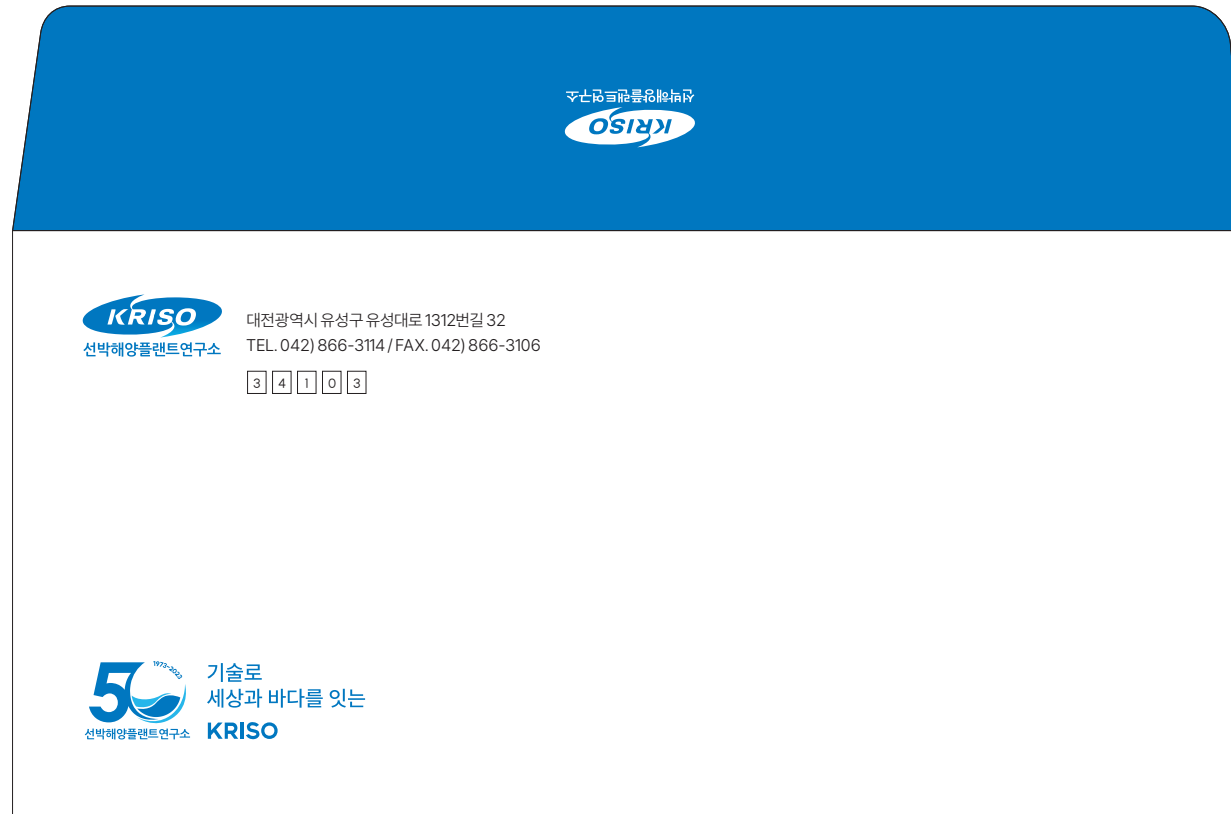 선박해양플랜트연구소
KRISO
KRISO
선박해양플랜트연구소
대전광역시 유성구 유성대로 1312번길 32
TEL. 042) 866-3114 / FAX. 042) 866-3106
3 4 1 0 3
50
1973-2023
선박해양플랜트연구소
기술로
세상과 바다를 잇는
KRISO